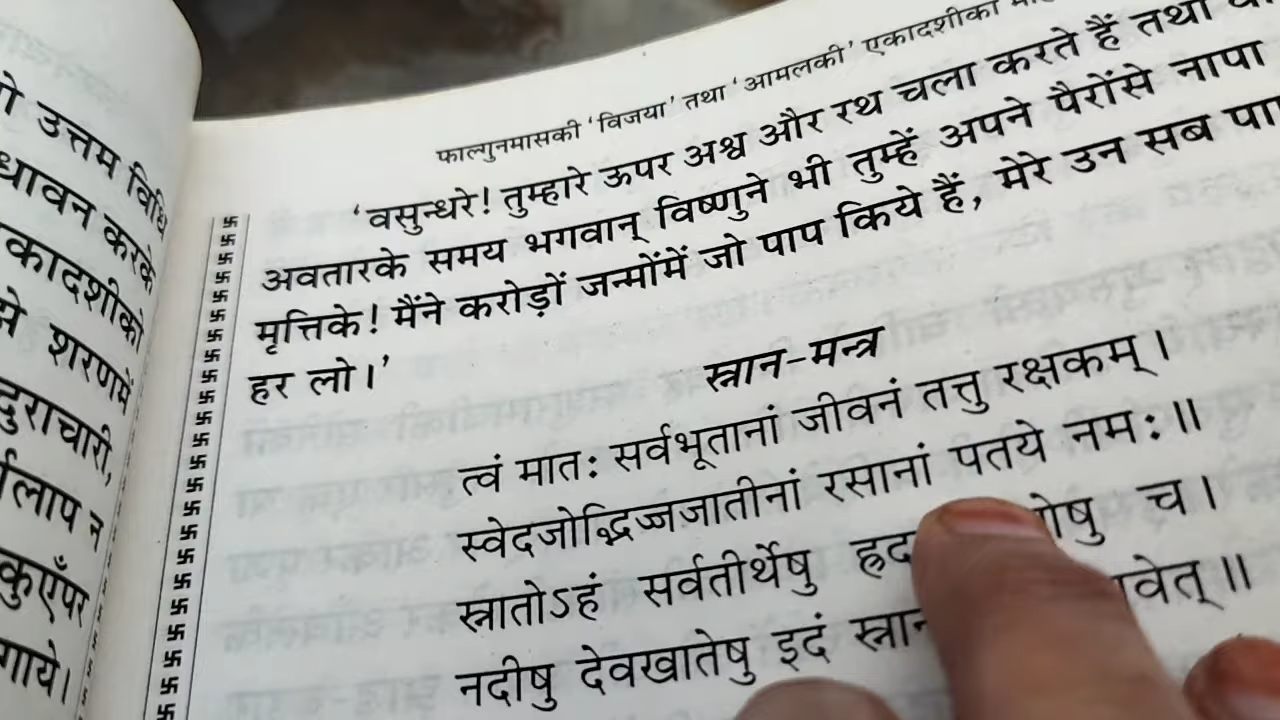 उत्तम विधि
करके
शरणमें
दुराचारी,
न
कुएँपर
फाल्गुनमासकी 'विजया' तथा 'आमलकी' एकादशीका
'वसुन्धरे! तुम्हारे ऊपर अश्व और रथ चला करते हैं तथा
अवतारके समय भगवान् विष्णुने भी तुम्हें अपने पैरोंसे नापा
मृत्तिके! मैंने करोड़ों जन्मोंमें जो पाप किये हैं, मेरे उन सब
हर लो।'
स्नान-मन्त्र
त्वं मातः सर्वभूतानां जीवनं तत्तु रक्षकम्।
स्वेदजोद्भिज्जजातीनां रसानां पतये नमः॥
स्नातोऽहं सर्वतीर्थेषु च।
नदीषु देवखातेषु इदं